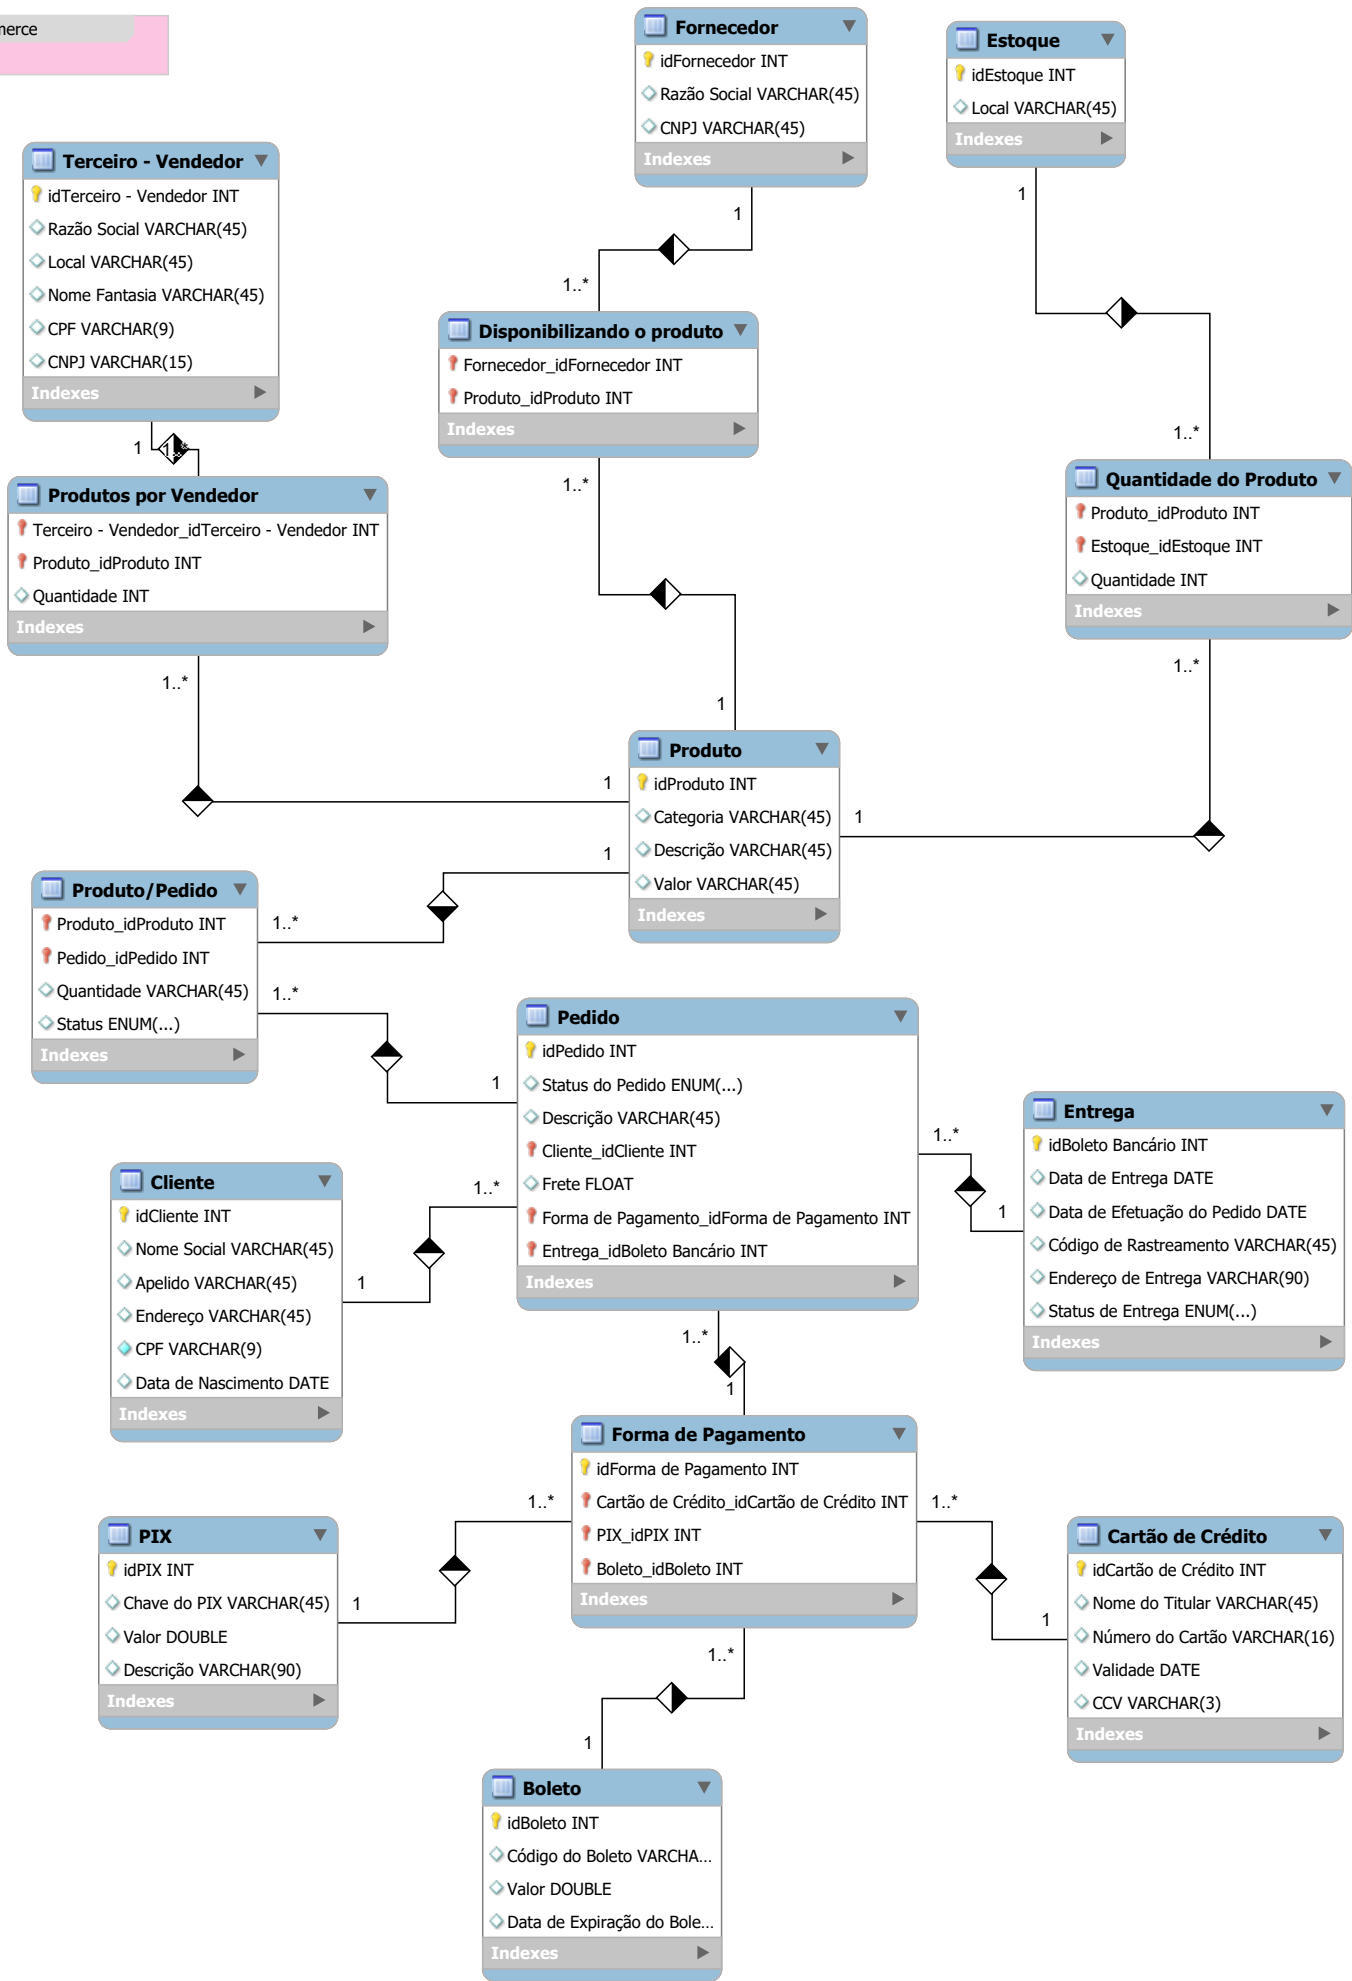 merce
Fornecedor
idFornecedor INT
Razão Social VARCHAR(45)
CNPJ VARCHAR(45)
Indexes
Estoque
idEstoque INT
Local VARCHAR(45)
Indexes
Terceiro - Vendedor
idTerceiro - Vendedor INT
Razão Social VARCHAR(45)
Local VARCHAR(45)
Nome Fantasia VARCHAR(45)
CPF VARCHAR(9)
CNPJ VARCHAR(15)
Indexes
1
1
1..*
Disponibilizando o produto
Fornecedor_idFornecedor INT
Produto_idProduto INT
Indexes
1
1..*
1..*
1..*
Produtos por Vendedor
Terceiro - Vendedor_idTerceiro - Vendedor INT
Produto_idProduto INT
Quantidade INT
Indexes
Quantidade do Produto
Produto_idProduto INT
Estoque_idEstoque INT
Quantidade INT
Indexes
1..*
1..*
1
Produto
idProduto INT
Categoria VARCHAR(45)
Descrição VARCHAR(45)
Valor VARCHAR(45)
Indexes
1
1
1
Produto/Pedido
Produto_idProduto INT
Pedido_idPedido INT
Quantidade VARCHAR(45)
Status ENUM(...)
Indexes
1..*
1..*
1
Pedido
idPedido INT
Status do Pedido ENUM(...)
Descrição VARCHAR(45)
Cliente_idCliente INT
Frete FLOAT
Forma de Pagamento_idForma de Pagamento INT
Entrega_idBoleto Bancário INT
Indexes
1..*
1
Entrega
idBoleto Bancário INT
Data de Entrega DATE
Data de Efetuação do Pedido DATE
Código de Rastreamento VARCHAR(45)
Endereço de Entrega VARCHAR(90)
Status de Entrega ENUM(...)
Indexes
Cliente
idCliente INT
Nome Social VARCHAR(45)
Apelido VARCHAR(45)
Endereço VARCHAR(45)
CPF VARCHAR(9)
Data de Nascimento DATE
Indexes
1..*
1
1..*
1
Forma de Pagamento
idForma de Pagamento INT
Cartão de Crédito_idCartão de Crédito INT
PIX_idPIX INT
Boleto_idBoleto INT
Indexes
1..*
1..*
PIX
idPIX INT
Chave do PIX VARCHAR(45)
Valor DOUBLE
Descrição VARCHAR(90)
Indexes
1
Cartão de Crédito
idCartão de Crédito INT
Nome do Titular VARCHAR(45)
Número do Cartão VARCHAR(16)
Validade DATE
CCV VARCHAR(3)
Indexes
1
1..*
1
Boleto
idBoleto INT
Código do Boleto VARCHA...
Valor DOUBLE
Data de Expiração do Bole...
Indexes